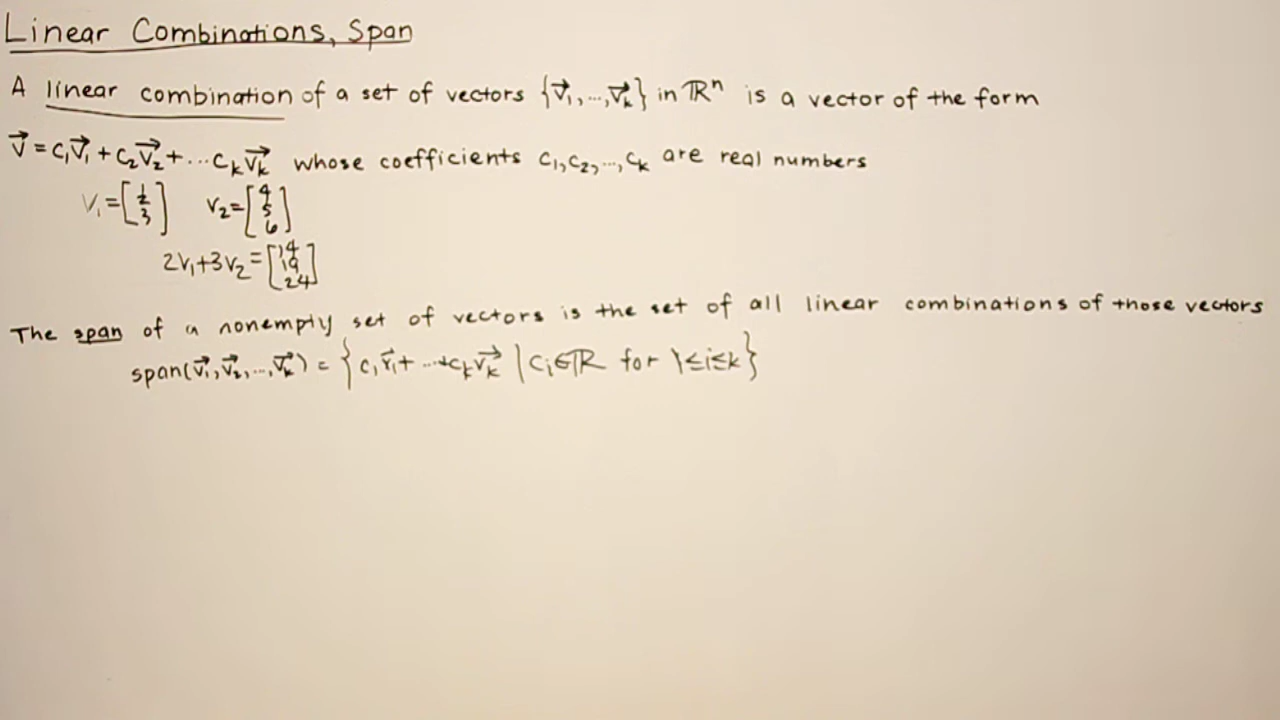 Linear Combinations, Span
A linear combination of a set of vectors {v⃗₁,...,v⃗ₖ} in ℝⁿ is a vector of the form
v⃗ = c₁v⃗₁ + c₂v⃗₂ + ...cₖv⃗ₖ whose coefficients c₁,c₂,...,cₖ are real numbers
v₁ = [1 2 3] v₂ = [4 5 6]
2v₁+3v₂ = [14 19 24]
The span of a nonempty set of vectors is the set of all linear combinations of those vectors
span(v⃗₁,v⃗₂,...,v⃗ₖ) = {c₁v⃗₁+ ...+cₖv⃗ₖ | cᵢ∈ℝ for 1≤i≤k}